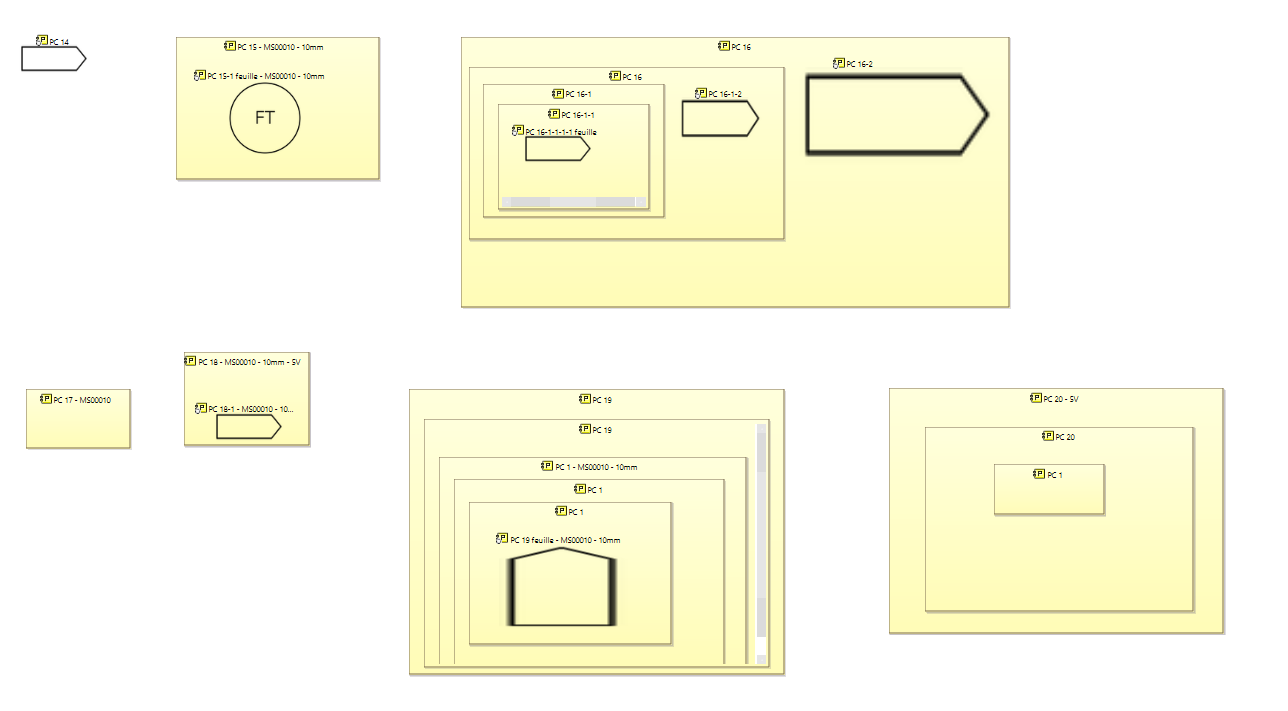 PC 14
PC 15 - MS00010 - 10mm
PC 15-1 feuille - MS00010 - 10mm
FT
PC 16
PC 16
PC 16-1
PC 16-1-1
PC 16-1-1-1-1 feuille
PC 16-1-2
PC 16-2
PC 17 - MS00010
PC 18 - MS00010 - 10mm - 5V
PC 18-1 - MS00010 - 10...
PC 19
PC 19
PC 1 - MS00010 - 10mm
PC 1
PC 1
PC 19 feuille - MS00010 - 10mm
PC 20 - 5V
PC 20
PC 1